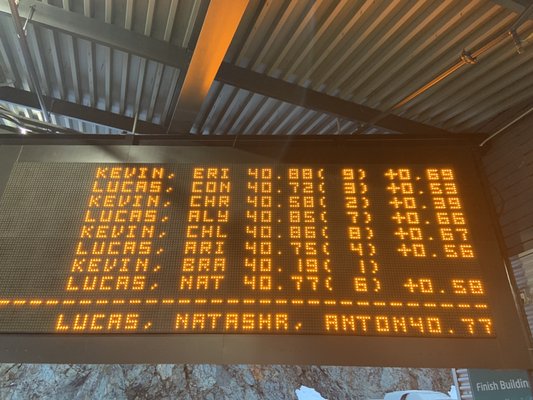 KEVIN, ERI 40.88( 9) +0.69
LUCAS, CON 40.72( 3) +0.53
KEVIN, CHR 40.58( 2) +0.39
LUCAS, ALY 40.85( 7) +0.66
KEVIN, CHL 40.86( 8) +0.67
LUCAS, ARI 40.75( 4) +0.56
KEVIN, BRA 40.19( 1)
LUCAS, NAT 40.77( 6) +0.58
LUCAS, NATASHA, ANTON40.77
Finish Buildin